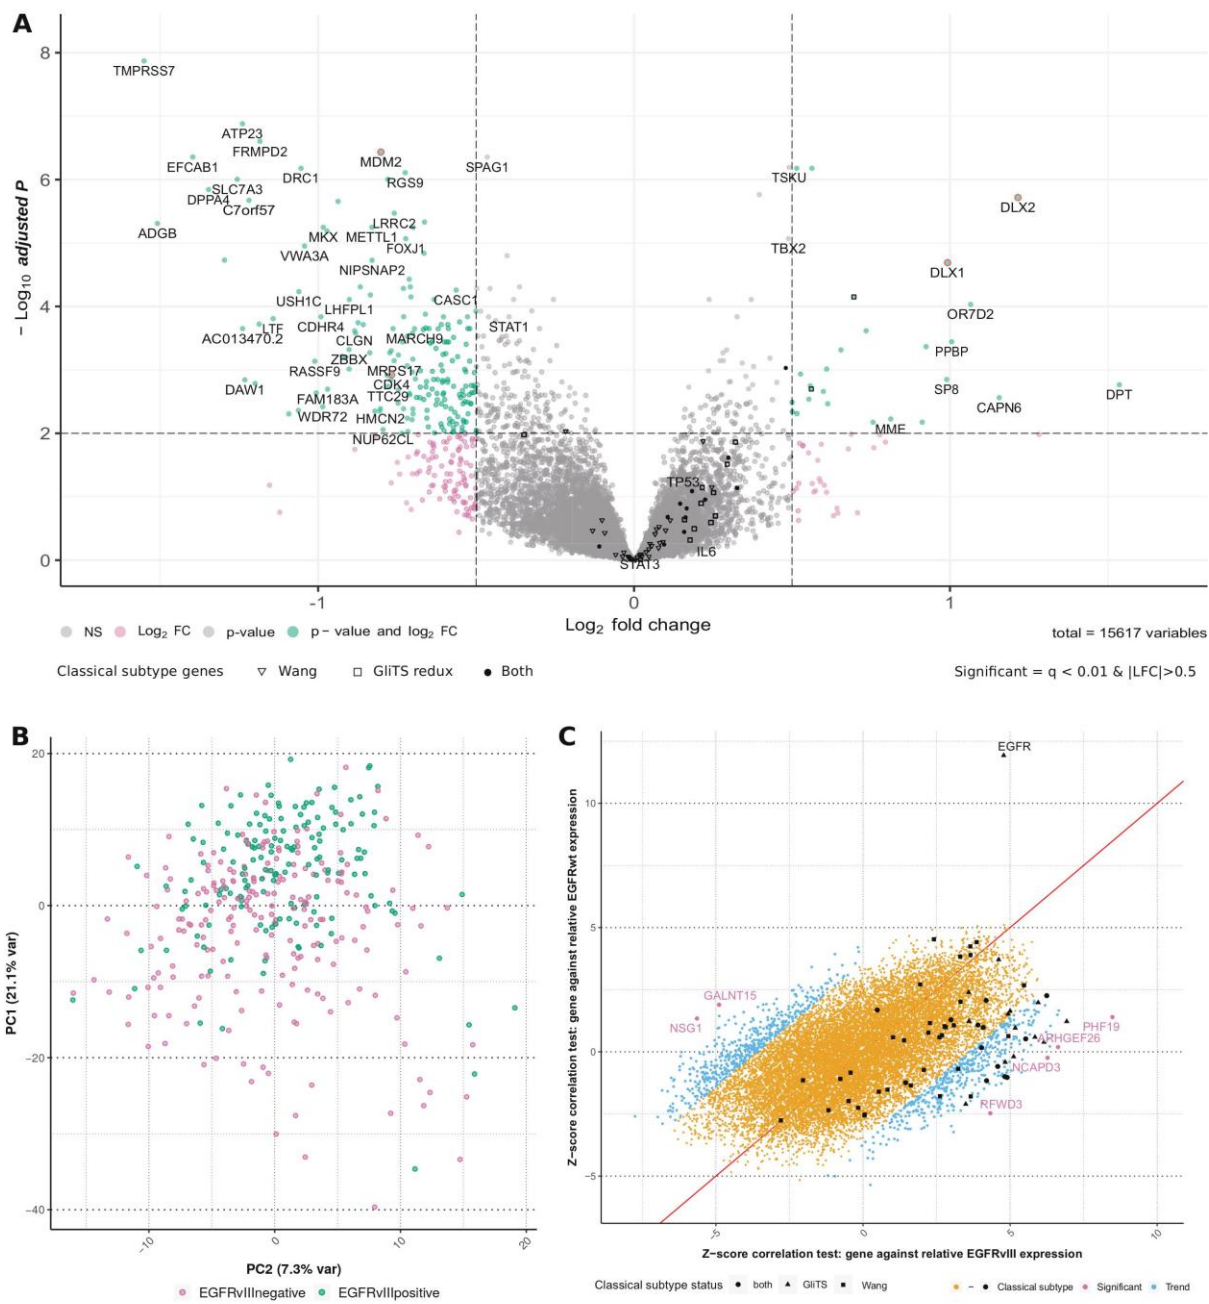 A
8
TMPRSS7
ATP23
FRMPD2
MDM2
EFCAB1
SPAG1
DRC1
RGS9
TSKU
6
SLC7A3
DPPA4
C7orf57
DLX2
LRRC2
ADGB
MKX
METTL1
FOXJ1
TBX2
VWA3A
NIPSNAP2
DLX1
USH1C
CASC1
4
LHFPL1
OR7D2
LTF
CDHR4
STAT1
AC013470.2
CLGN
MARCH9
ZBBX
PPBP
RASSF9
MRPS17
CDK4
DAW1
FAM183A
TTC29
SP8
DPT
WDR72
HMCN2
CAPN6
MME
NUP62CL
2
TP53
IL6
STAT3
0
− Log10 adjusted P
-1
0
1
Log2 fold change
NS
Log2 FC
p-value
p − value and log2 FC
total = 15617 variables
Classical subtype genes
Wang
GliTS redux
Both
Significant = q < 0.01 & |LFC|>0.5
B
20
0
−20
−40
PC1 (21.1% var)
−10
0
10
20
PC2 (7.3% var)
EGFRvIIInegative
EGFRvIIIpositive
C
EGFR
10
5
GALNT15
NSG1
PHF19
ARHGEF26
0
NCAPD3
RFWD3
−5
Z−score correlation test: gene against relative EGFRwt expression
−5
0
5
10
Z−score correlation test: gene against relative EGFRvIII expression
Classical subtype status
both
GliTS
Wang
−
Classical subtype
Significant
Trend